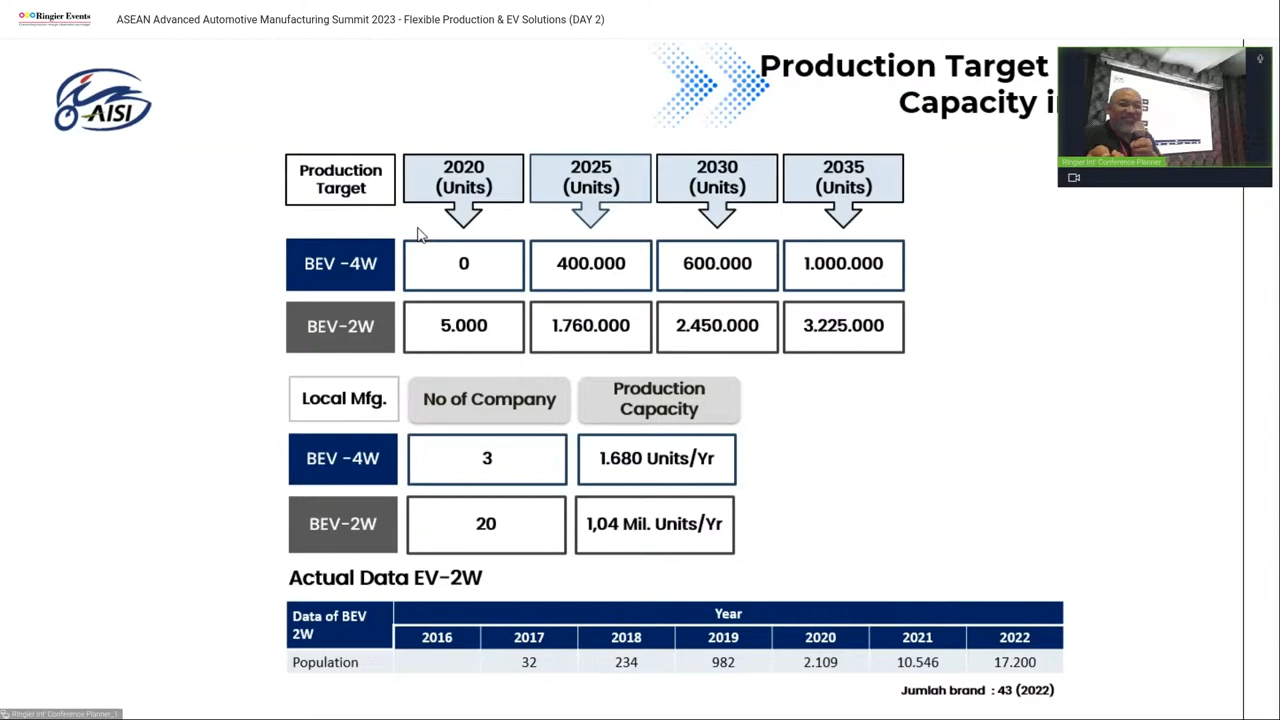 Ringier Events
ASEAN Advanced Automotive Manufacturing Summit 2023 - Flexible Production & EV Solutions (DAY 2)
AISI
Production Target
Capacity i
Ringier Int' Conference Planner
Production Target
2020 (Units)
2025 (Units)
2030 (Units)
2035 (Units)
BEV -4W
0
400.000
600.000
1.000.000
BEV-2W
5.000
1.760.000
2.450.000
3.225.000
Local Mfg.
No of Company
Production Capacity
BEV -4W
3
1.680 Units/Yr
BEV-2W
20
1,04 Mil. Units/Yr
Actual Data EV-2W
Data of BEV 2W
Year
2016 2017 2018 2019 2020 2021 2022
Population 32 234 982 2.109 10.546 17.200
Jumlah brand : 43 (2022)
Ringier Int' Conference Planner_1